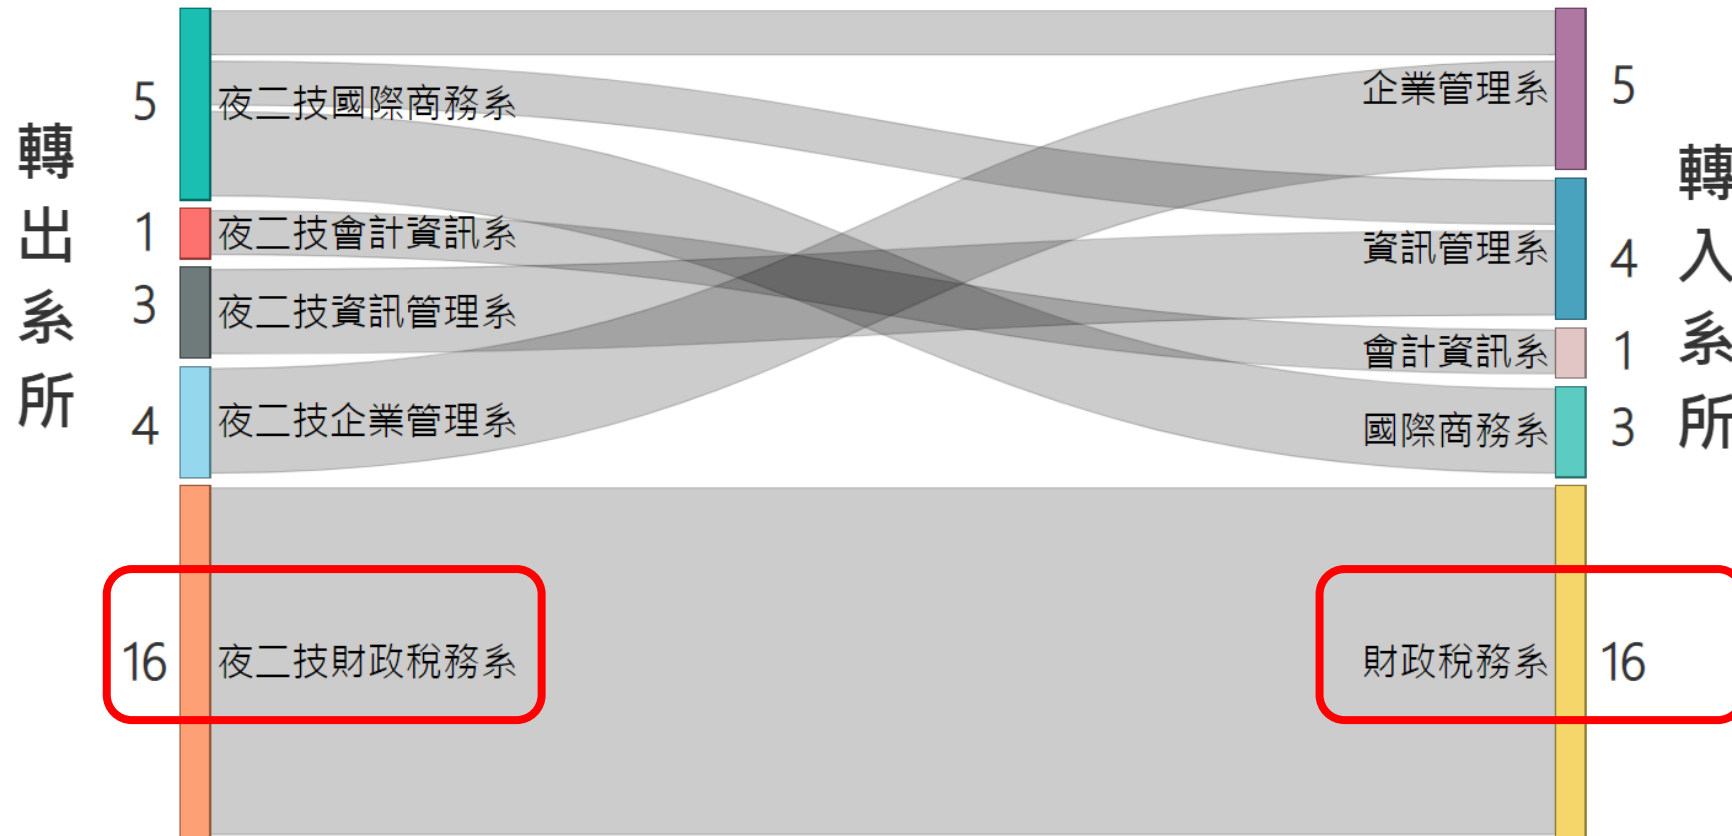 轉出系所
5 夜二技國際商務系
1 夜二技會計資訊系
3 夜二技資訊管理系
4 夜二技企業管理系
16 夜二技財政稅務系
企業管理系 5
資訊管理系 4
會計資訊系 1
國際商務系 3
財政稅務系 16
轉入系所